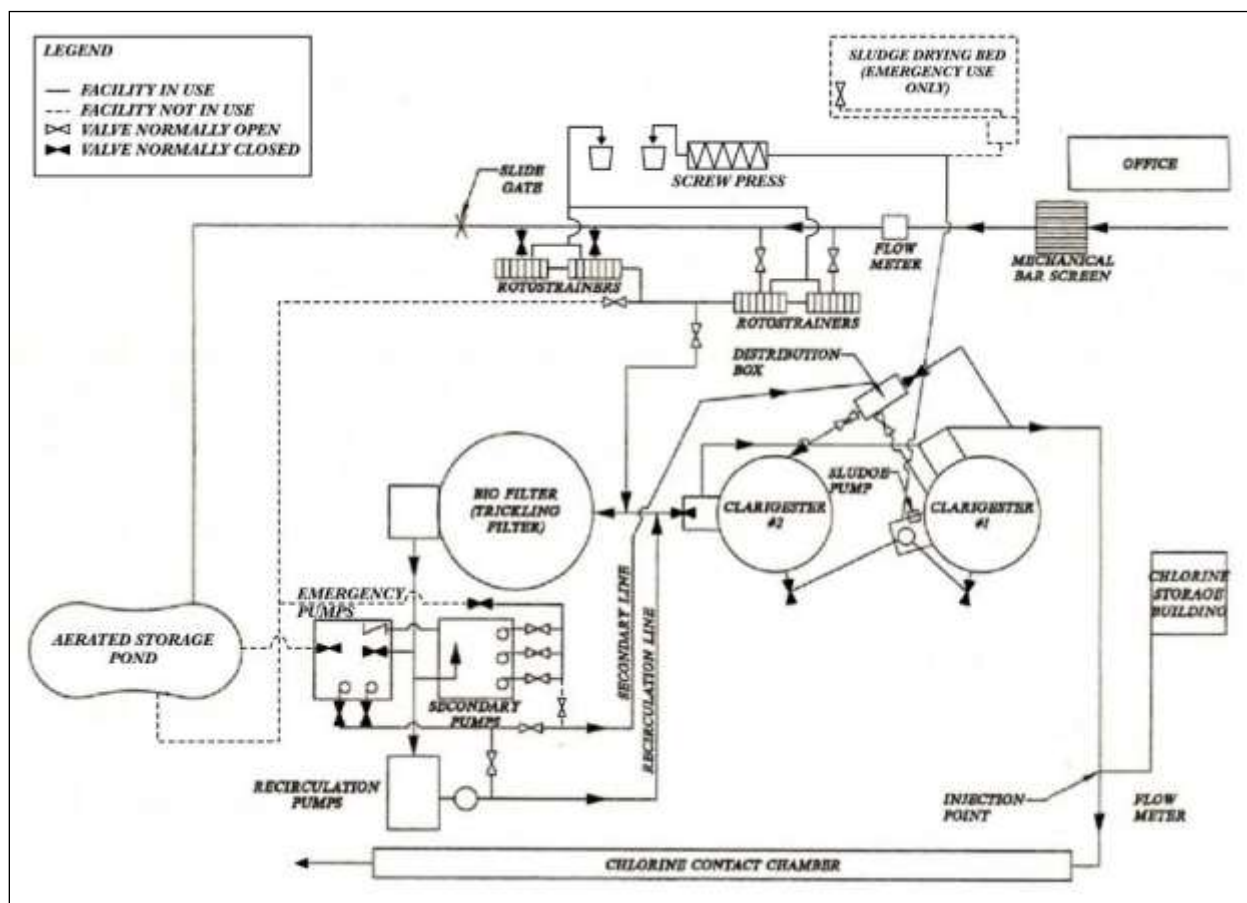 LEGEND
FACILITY IN USE
FACILITY NOT IN USE
VALVE NORMALLY OPEN
VALVE NORMALLY CLOSED
SLUDGE DRYING BED
(EMERGENCY USE
ONLY)
OFFICE
SCREW PRESS
SLIDE
GATE
FLOW
METER
MECHANICAL
BAR SCREEN
ROTOSTRAINERS
ROTOSTRAINERS
DISTRIBUTION
BOX
BIO FILTER
(TRICKLING
FILTER)
SLUDGE
PUMP
CLARIGESTER
#2
CLARIGESTER
#1
CHLORINE
STORAGE
BUILDING
EMERGENCY
PUMPS
AERATED STORAGE
POND
SECONDARY PUMPS
SECONDARY LINE
RECIRCULATION LINE
RECIRCULATION
PUMPS
INJECTION
POINT
FLOW
METER
CHLORINE CONTACT CHAMBER